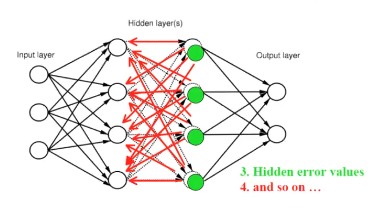 Hidden layer(s)
Input layer
Output layer
3. Hidden error values
4. and so on ...